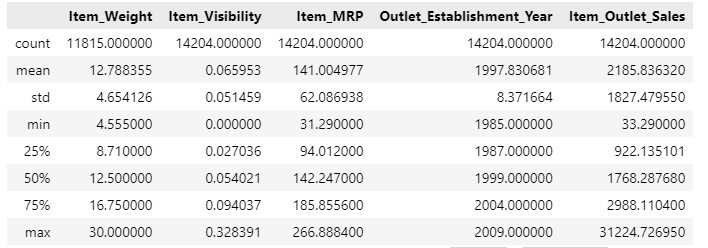 Item_Weight Item_Visibility Item_MRP Outlet_Establishment_Year Item_Outlet_Sales
count 11815.000000 14204.000000 14204.000000 14204.000000 14204.000000
mean 12.788355 0.065953 141.004977 1997.830681 2185.836320
std 4.654126 0.051459 62.086938 8.371664 1827.479550
min 4.555000 0.000000 31.290000 1985.000000 33.290000
25% 8.710000 0.027036 94.012000 1987.000000 922.135101
50% 12.500000 0.054021 142.247000 1999.000000 1768.287680
75% 16.750000 0.094037 185.855600 2004.000000 2988.110400
max 30.000000 0.328391 266.888400 2009.000000 31224.726950